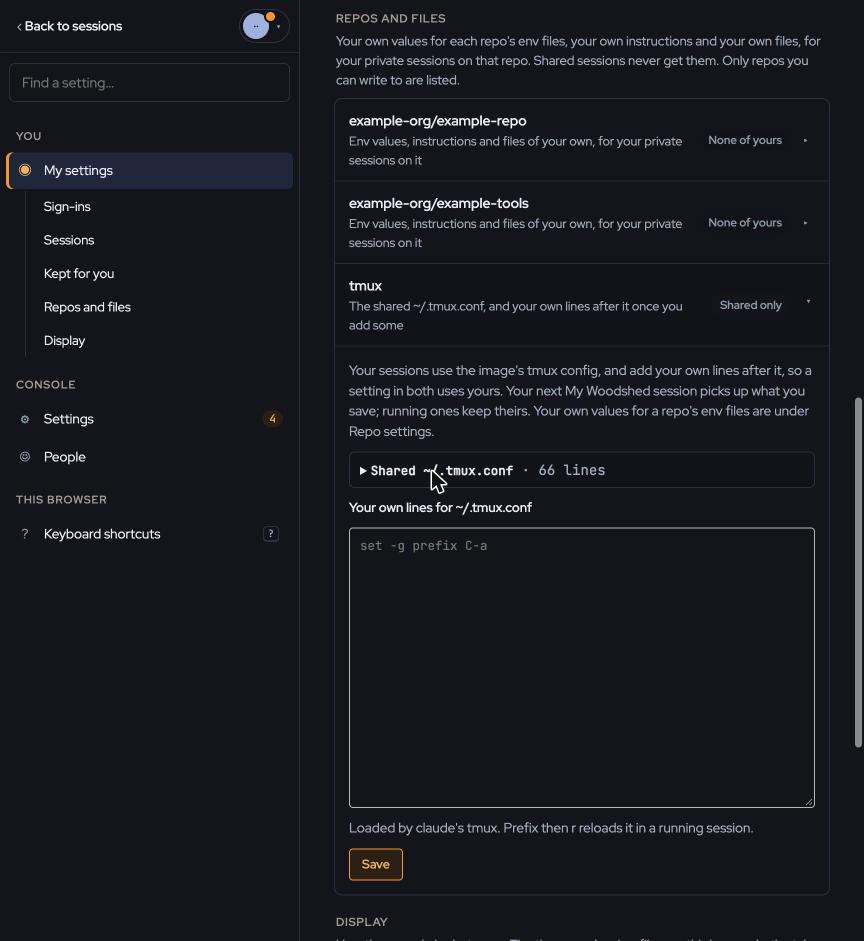 ‹ Back to sessions
Find a setting...
YOU
My settings
Sign-ins
Sessions
Kept for you
Repos and files
Display
CONSOLE
Settings
4
People
THIS BROWSER
? Keyboard shortcuts
?
REPOS AND FILES
Your own values for each repo's env files, your own instructions and your own files, for
your private sessions on that repo. Shared sessions never get them. Only repos you
can write to are listed.
example-org/example-repo
Env values, instructions and files of your own, for your private
sessions on it
None of yours
example-org/example-tools
Env values, instructions and files of your own, for your private
sessions on it
None of yours
tmux
The shared ~/.tmux.conf, and your own lines after it once you
add some
Shared only
Your sessions use the image's tmux config, and add your own lines after it, so a
setting in both uses yours. Your next My Woodshed session picks up what you
save; running ones keep theirs. Your own values for a repo's env files are under
Repo settings.
Shared ~/.tmux.conf · 66 lines
Your own lines for ~/.tmux.conf
set -g prefix C-a
Loaded by claude's tmux. Prefix then r reloads it in a running session.
Save
DISPLAY